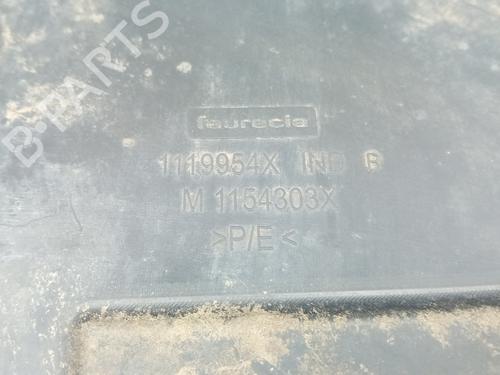 B-PARTS
faurecia
1119954X IND B
M 1154303X
>P/E<